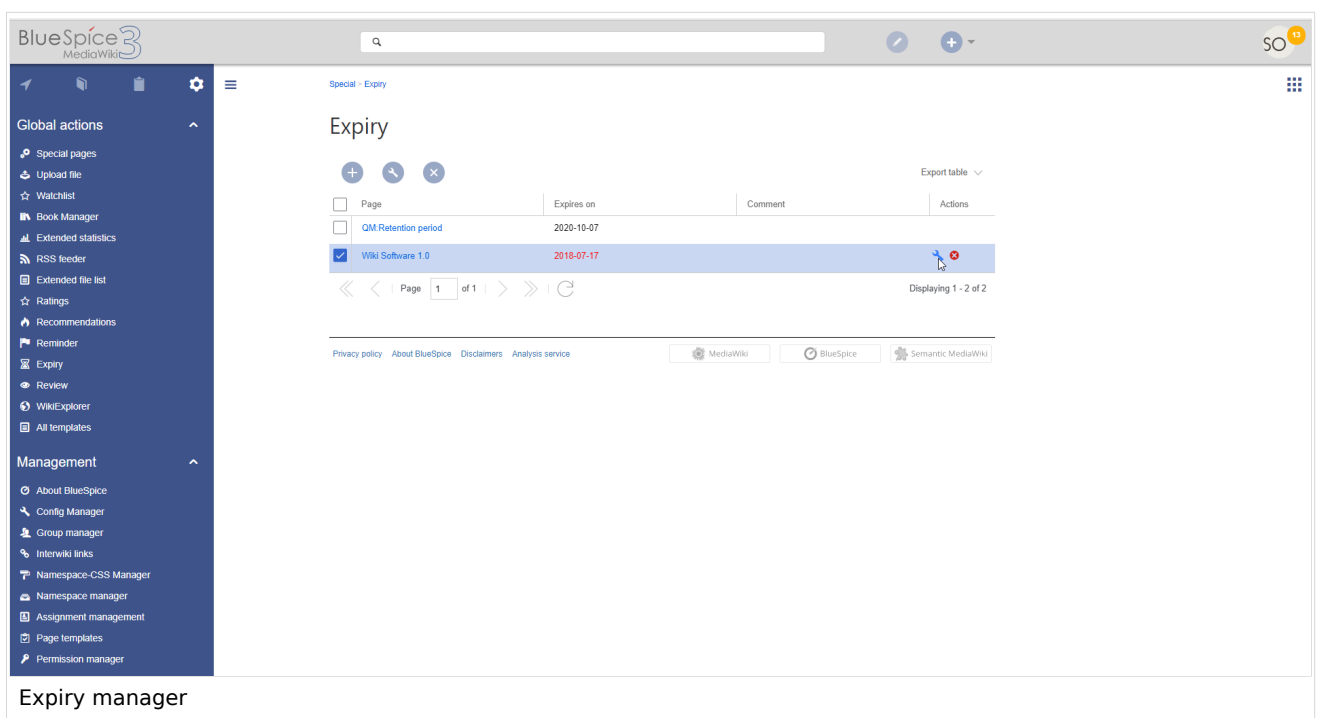 BlueSpice 3
MediaWiki
SO
13
Special > Expiry
Global actions
Expiry
Special pages
Upload file
Export table
Watchlist
Page Expires on Comment Actions
Book Manager
QM:Retention period 2020-10-07
Extended statistics
Wiki Software 1.0 2018-07-17
RSS feeder
Extended file list
Page 1 of 1 Displaying 1 - 2 of 2
Ratings
Recommendations
Reminder
Privacy policy About BlueSpice Disclaimers Analysis service MediaWiki BlueSpice Semantic MediaWiki
Expiry
Review
WikiExplorer
All templates
Management
About BlueSpice
Config Manager
Group manager
Interwiki links
Namespace-CSS Manager
Namespace manager
Assignment management
Page templates
Permission manager
Expiry manager